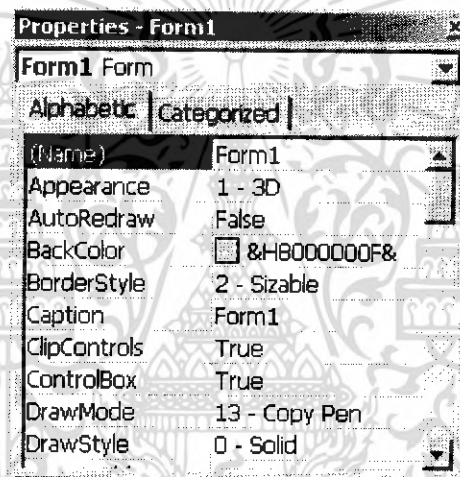 Properties - Form1 x
Form1 Form
Alphabetic Categorized
(Name) Form1
Appearance 1 - 3D
AutoRedraw False
BackColor &H8000000F&
BorderStyle 2 - Sizable
Caption Form1
ClipControls True
ControlBox True
DrawMode 13 - Copy Pen
DrawStyle 0 - Solid